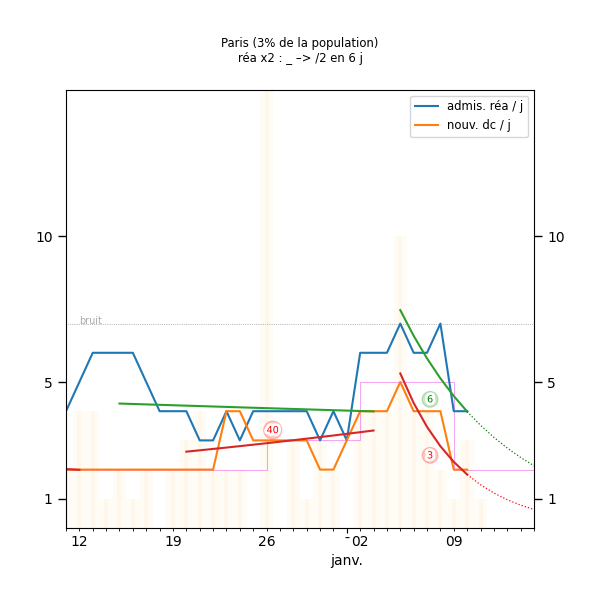 Paris (3% de la population)
réa x2 : _ –> /2 en 6 j
admis. réa / j
nouv. dc / j
10
10
bruit
5
5
6
40
3
1
1
12
19
26
02
09
janv.